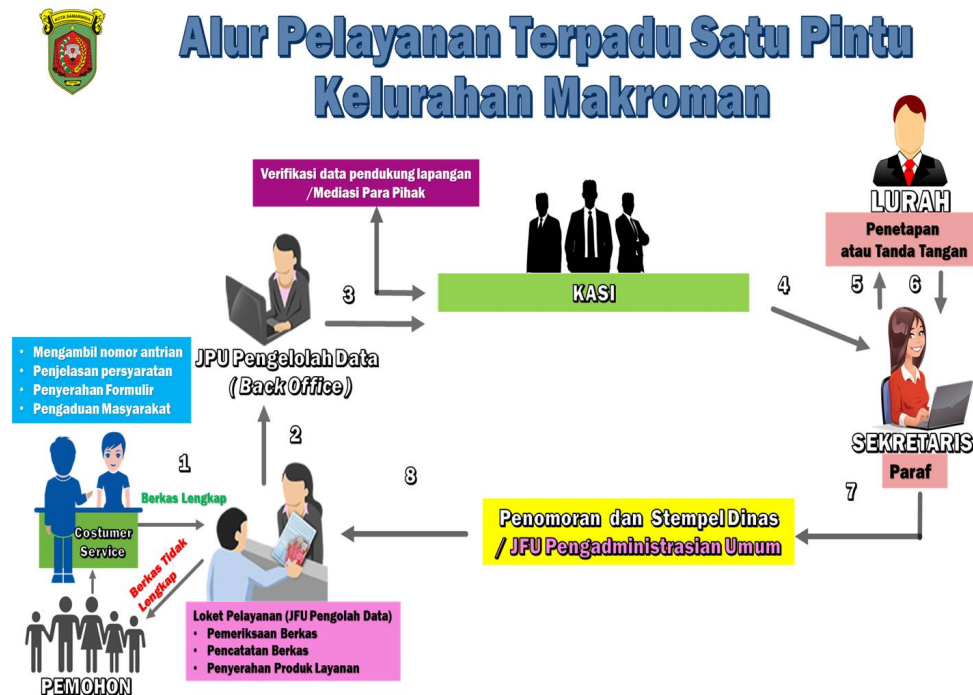 KOTA SAMARINDA
Alur Pelayanan Terpadu Satu Pintu
Kelurahan Makroman
Verifikasi data pendukung lapangan
/Mediasi Para Pihak
LURAH
Penetapan
atau Tanda Tangan
KASI
3
4
5
6
JPU Pengelolah Data
( Back Office )
• Mengambil nomor antrian
• Penjelasan persyaratan
• Penyerahan Formulir
• Pengaduan Masyarakat
SEKRETARIS
Paraf
1
2
8
7
Berkas Lengkap
Costumer
Service
Penomoran dan Stempel Dinas
/ JFU Pengadministrasian Umum
Berkas Tidak
Lengkap
Loket Pelayanan (JFU Pengolah Data)
• Pemeriksaan Berkas
• Pencatatan Berkas
• Penyerahan Produk Layanan
PEMOHON